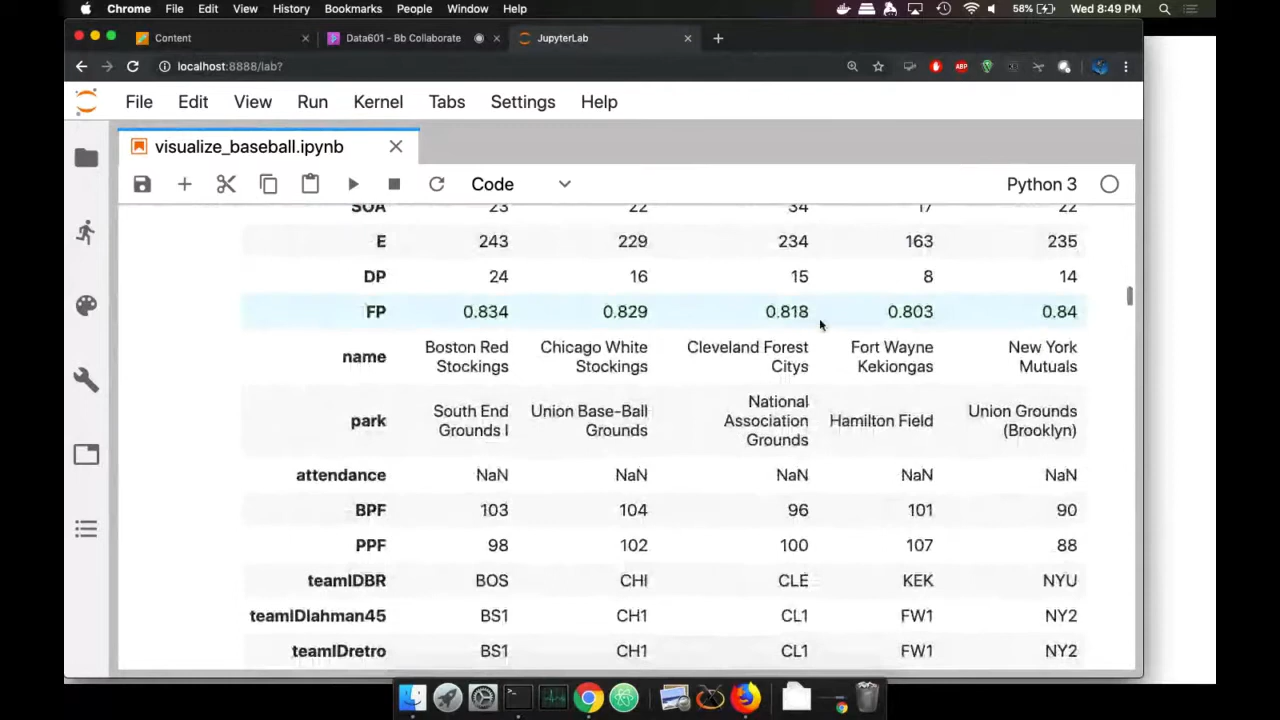 Chrome File Edit View History Bookmarks People Window Help 58% Wed 8:49 PM
Content Data601 - Bb Collaborate JupyterLab
localhost:8888/lab?
File Edit View Run Kernel Tabs Settings Help
visualize_baseball.ipynb
Code Python 3
SOA 23 22 34 17 22
E 243 229 234 163 235
DP 24 16 15 8 14
FP 0.834 0.829 0.818 0.803 0.84
Boston Red Chicago White Cleveland Forest Fort Wayne New York
name
Stockings Stockings Citys Kekiongas Mutuals
National
South End Union Base-Ball Union Grounds
park Association Hamilton Field
Grounds I Grounds (Brooklyn)
Grounds
attendance NaN NaN NaN NaN NaN
BPF 103 104 96 101 90
PPF 98 102 100 107 88
teamIDBR BOS CHI CLE KEK NYU
teamIDlahman45 BS1 CH1 CL1 FW1 NY2
teamIDretro BS1 CH1 CL1 FW1 NY2